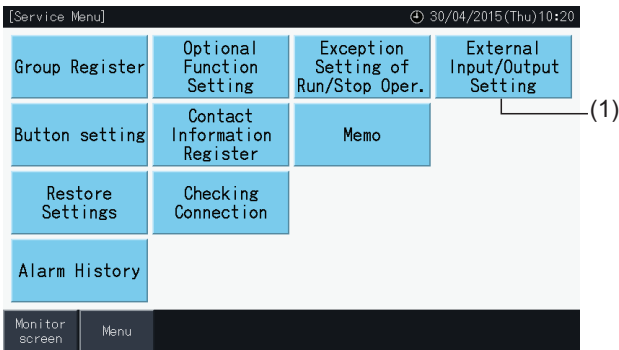 [Service Menu] 30/04/2015(Thu)10:20
Group Register
Optional
Function
Setting
Exception
Setting of
Run/Stop Oper.
External
Input/Output
Setting
(1)
Button setting
Contact
Information
Register
Memo
Restore
Settings
Checking
Connection
Alarm History
Monitor
screen
Menu